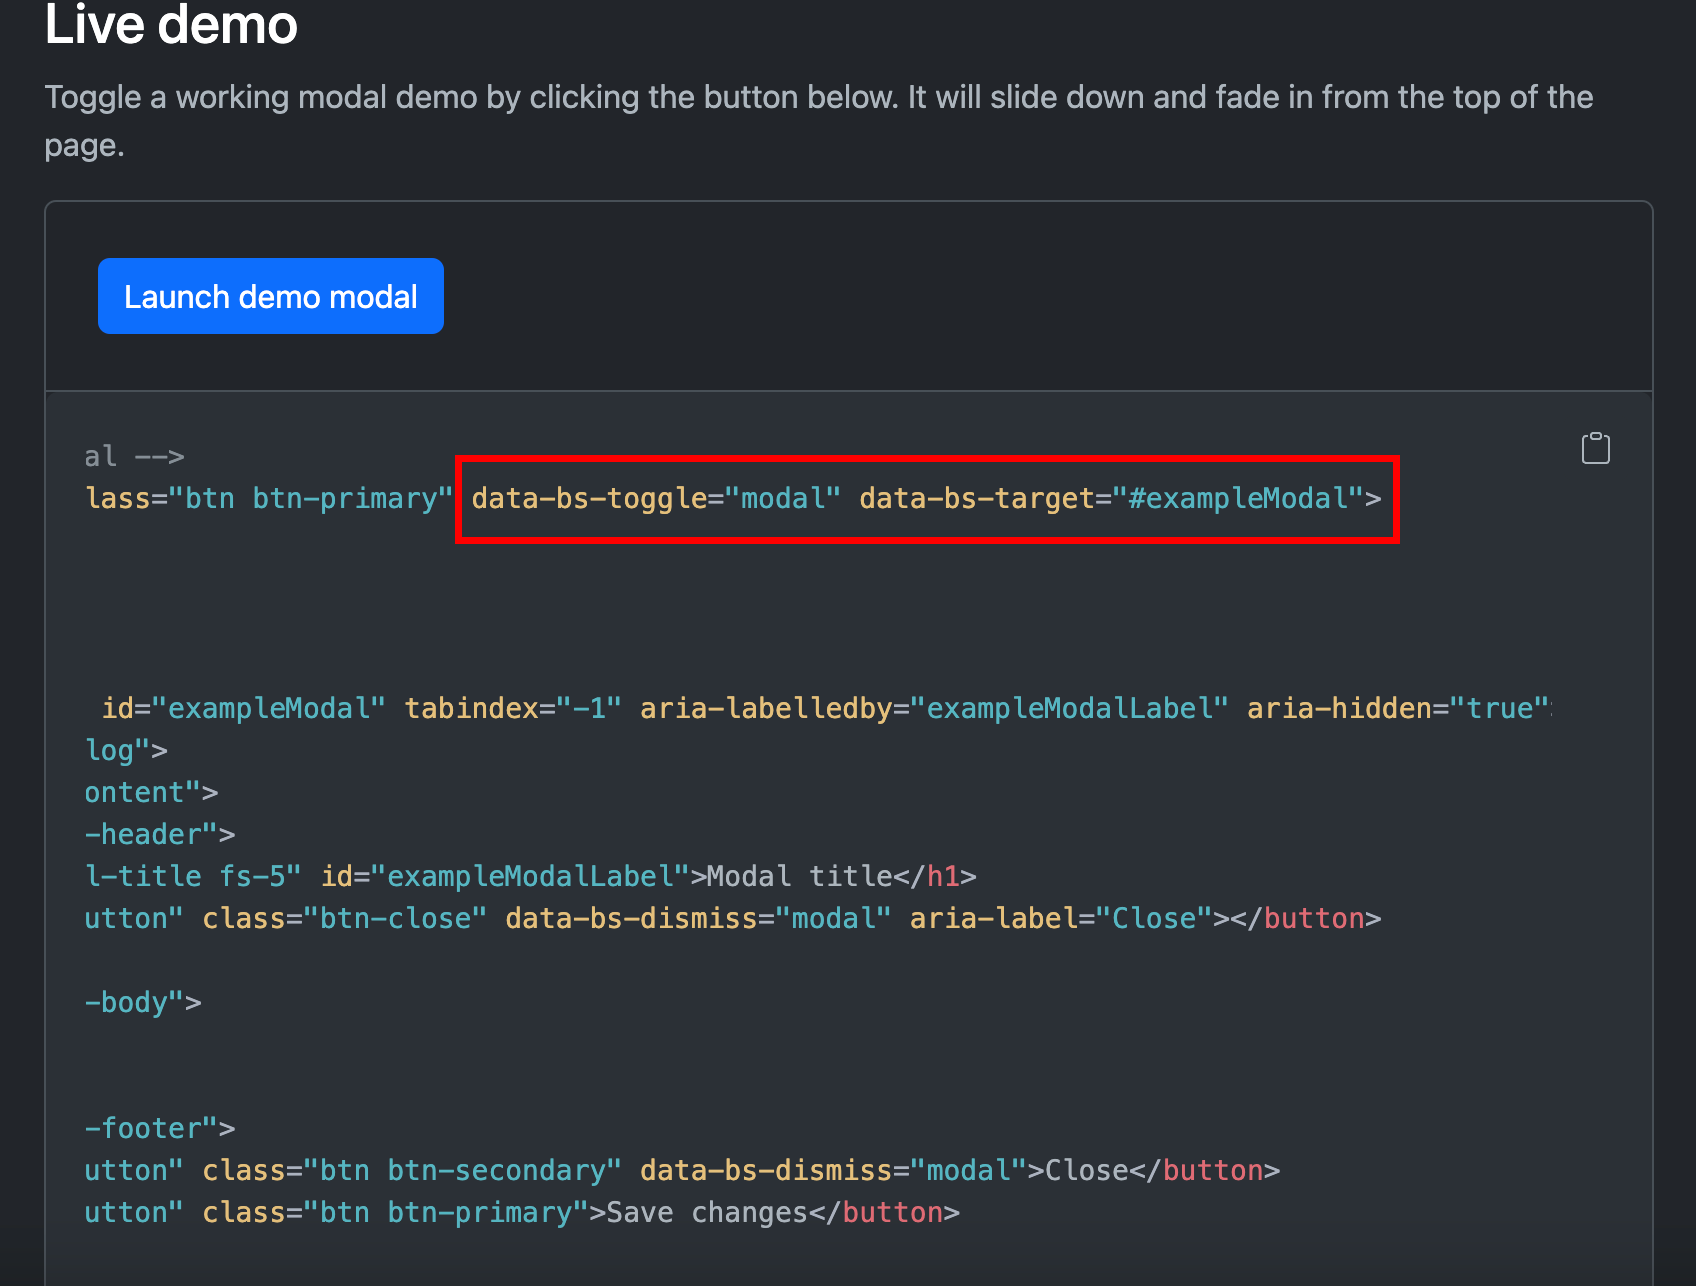 Live demo
Toggle a working modal demo by clicking the button below. It will slide down and fade in from the top of the
page.
Launch demo modal
al -->
lass="btn btn-primary" data-bs-toggle="modal" data-bs-target="#exampleModal">
id="exampleModal" tabindex="-1" aria-labelledby="exampleModalLabel" aria-hidden="true"
log">
ontent">
-header">
l-title fs-5" id="exampleModalLabel">Modal title</h1>
utton" class="btn-close" data-bs-dismiss="modal" aria-label="Close"></button>
-body">
-footer">
utton" class="btn btn-secondary" data-bs-dismiss="modal">Close</button>
utton" class="btn btn-primary">Save changes</button>